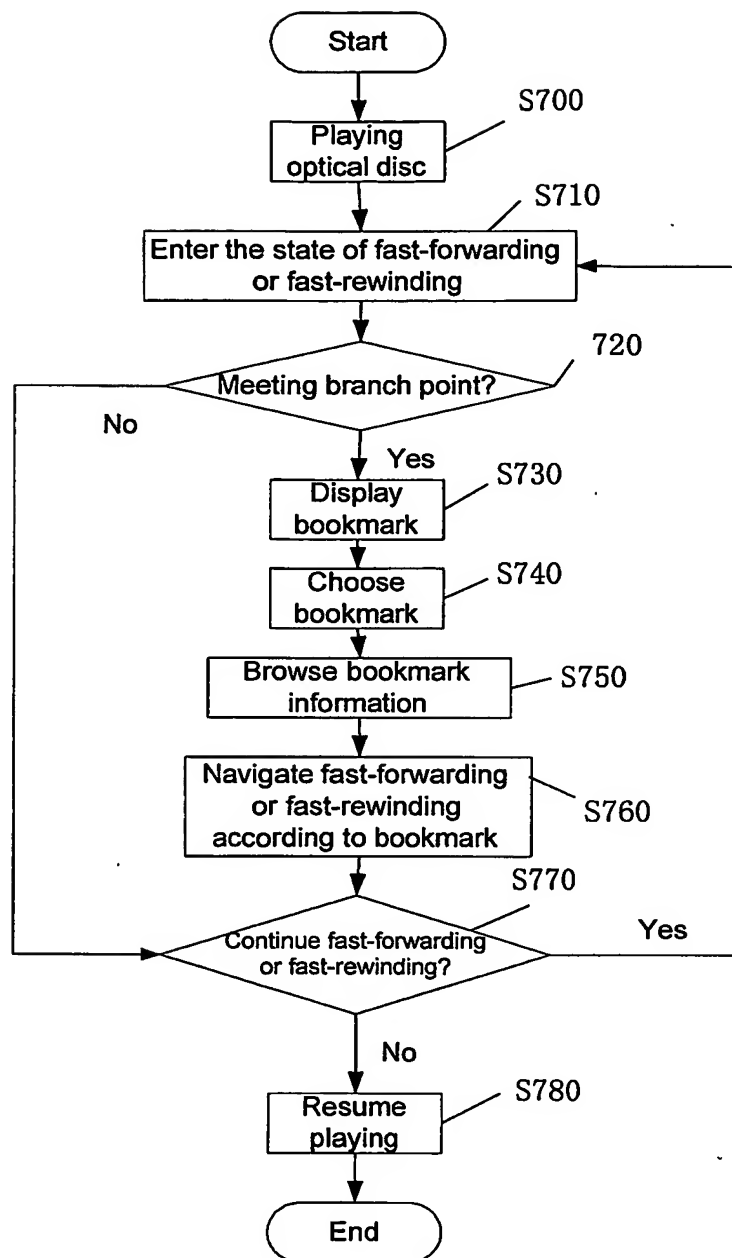 Start
S700
Playing
optical disc
S710
Enter the state of fast-forwarding
or fast-rewinding
720
Meeting branch point?
No
Yes
S730
Display
bookmark
S740
Choose
bookmark
Browse bookmark
information
S750
Navigate fast-forwarding
or fast-rewinding
according to bookmark
S760
S770
Continue fast-forwarding
or fast-rewinding?
Yes
No
S780
Resume
playing
End